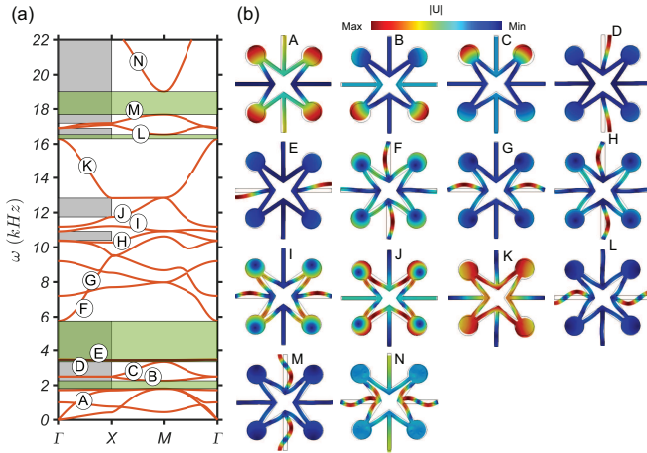 (a)
(b)
|U|
Max
Min
22
20
18
16
14
12
10
8
6
4
2
0
ω (kHz)
Γ X M Γ
N
M
L
K
J
I
H
G
F
E
D
C
B
A
A B C D
E F G H
I J K L
M N